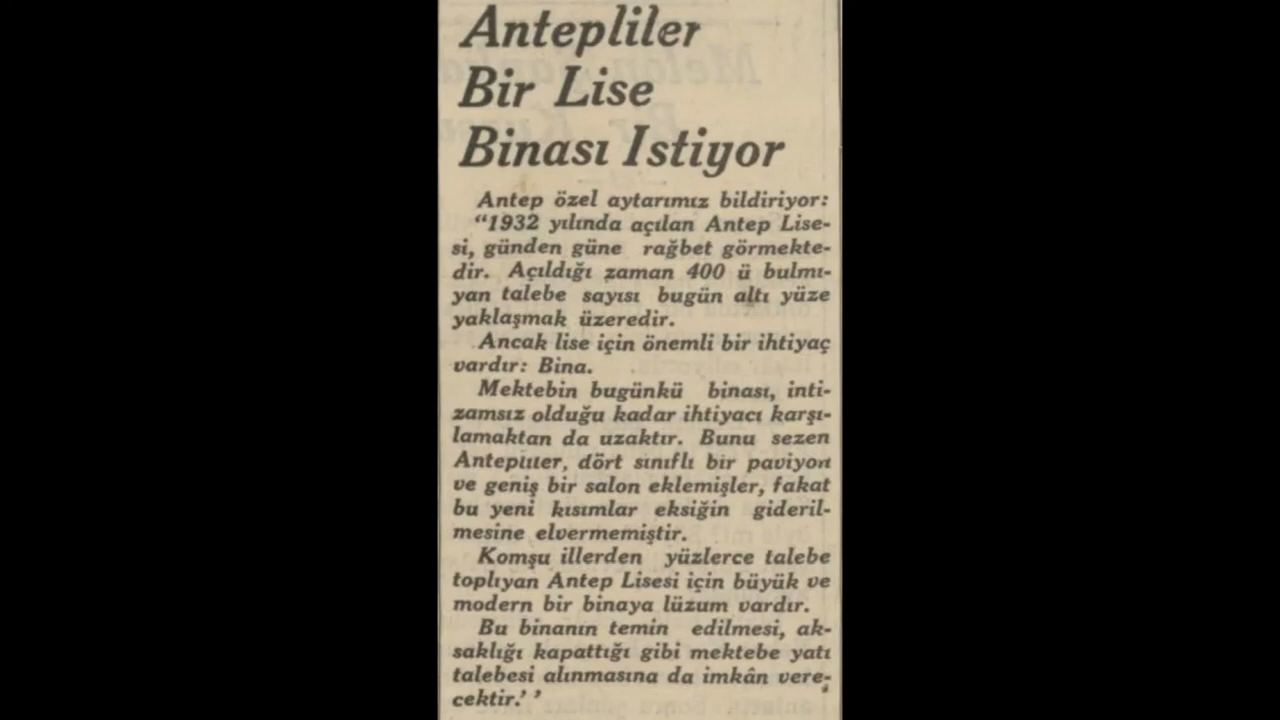 Antepliler
Bir Lise
Binası Istiyor
Antep özel aytarımız bildiriyor:
“1932 yılında açılan Antep Lise-
si, günden güne rağbet görmekte-
dir. Açıldığı zaman 400 ü bulmı-
yan talebe sayısı bugün altı yüze
yaklaşmak üzeredir.
Ancak lise için önemli bir ihtiyaç
vardır: Bina.
Mektebin bugünkü binası, inti-
zamsız olduğu kadar ihtiyacı karşı-
lamaktan da uzaktır. Bunu sezen
Antepliler, dört sınıflı bir paviyon
ve geniş bir salon eklemişler, fakat
bu yeni kısımlar eksiğin gideril-
mesine elvermemiştir.
Komşu illerden yüzlerce talebe
toplıyan Antep Lisesi için büyük ve
modern bir binaya lüzum vardır.
Bu binanın temin edilmesi, ak-
saklığı kapattığı gibi mektebe yatı
talebesi alınmasına da imkân vere-
cektir.’ ’